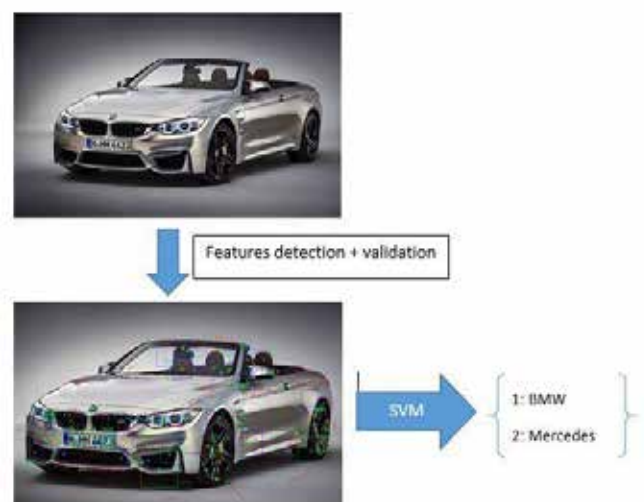 Features detection + validation
SVM
1: BMW
2: Mercedes